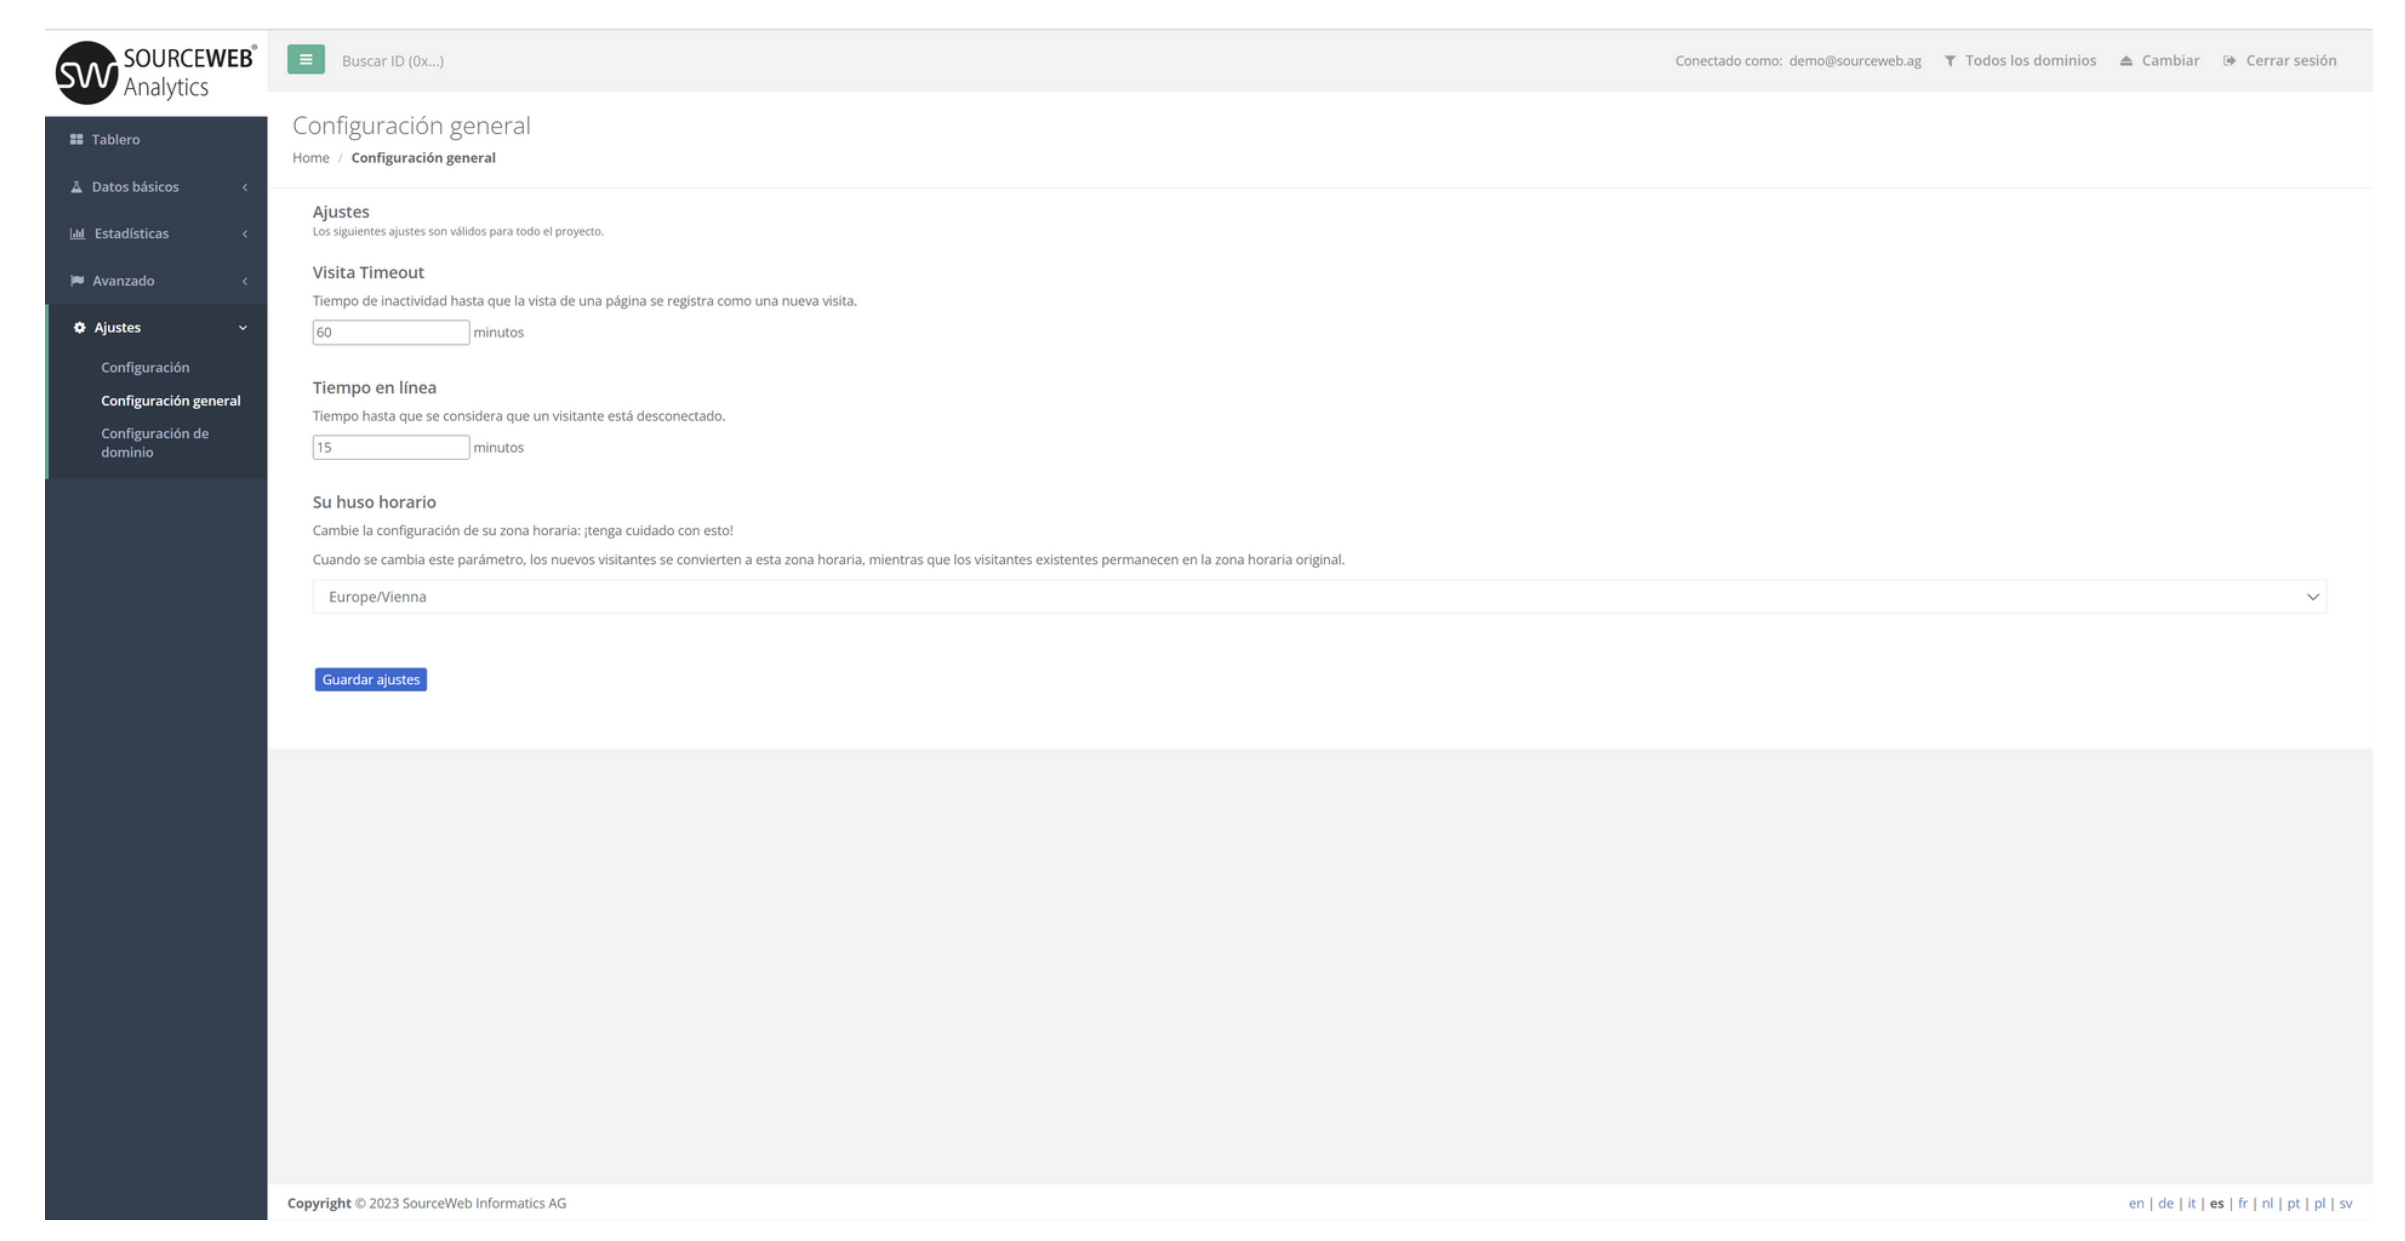 SOURCEWEB®
Analytics
SW
Buscar ID (0x...)
Conectado como: demo@sourceweb.ag
Todos los dominios
Cambiar
Cerrar sesión
Tablero
Datos básicos
Estadísticas
Avanzado
Ajustes
Configuración
Configuración general
Configuración de
dominio
Configuración general
Home / Configuración general
Ajustes
Los siguientes ajustes son válidos para todo el proyecto.
Visita Timeout
Tiempo de inactividad hasta que la vista de una página se registra como una nueva visita.
60 minutos
Tiempo en línea
Tiempo hasta que se considera que un visitante está desconectado.
15 minutos
Su huso horario
Cambie la configuración de su zona horaria: ¡tenga cuidado con esto!
Cuando se cambia este parámetro, los nuevos visitantes se convierten a esta zona horaria, mientras que los visitantes existentes permanecen en la zona horaria original.
Europe/Vienna
Guardar ajustes
Copyright © 2023 SourceWeb Informatics AG
en | de | it | es | fr | nl | pt | pl | sv